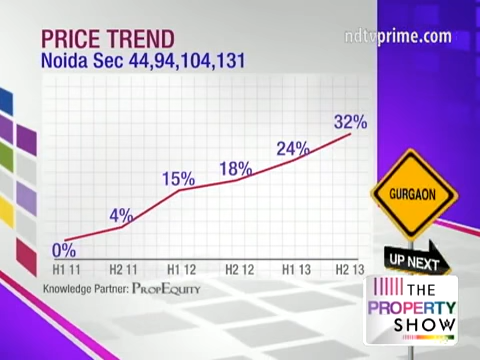 PRICE TREND
ndtvprime.com
Noida Sec 44,94,104,131
32%
24%
18%
15%
4%
0%
H1 11 H2 11 H1 12 H2 12 H1 13 H2 13
Knowledge Partner: PROPEQUITY
GURGAON
UP NEXT
THE
PROPERTY
SHOW